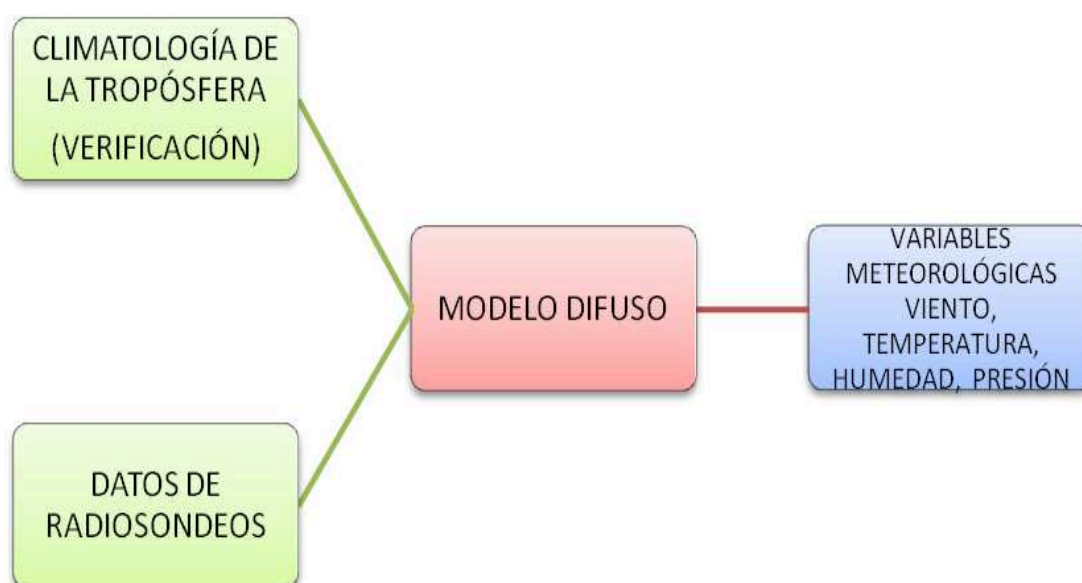 CLIMATOLOGÍA DE
LA TROPÓSFERA
(VERIFICACIÓN)
MODELO DIFUSO
VARIABLES
METEOROLÓGICAS
VIENTO,
TEMPERATURA,
HUMEDAD, PRESIÓN
DATOS DE
RADIOSONDEOS